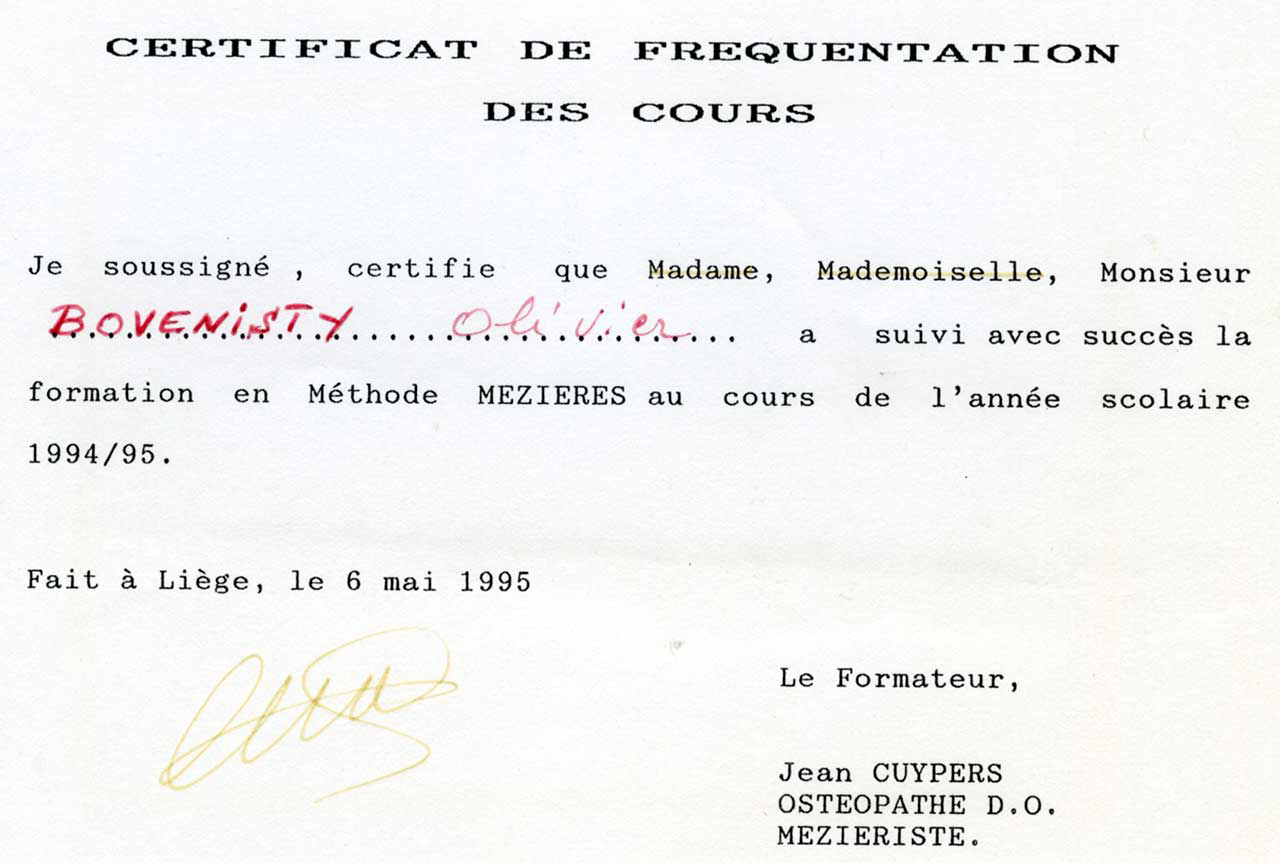 CERTIFICAT DE FREQUENTATION
DES COURS
Je soussigné , certifie que Madame, Mademoiselle, Monsieur
BOVENISTY Olivier a suivi avec succès la
formation en Méthode MEZIERES au cours de l'année scolaire
1994/95.
Fait à Liège, le 6 mai 1995
Le Formateur,
Jean CUYPERS
OSTEOPATHE D.O.
MEZIERISTE.